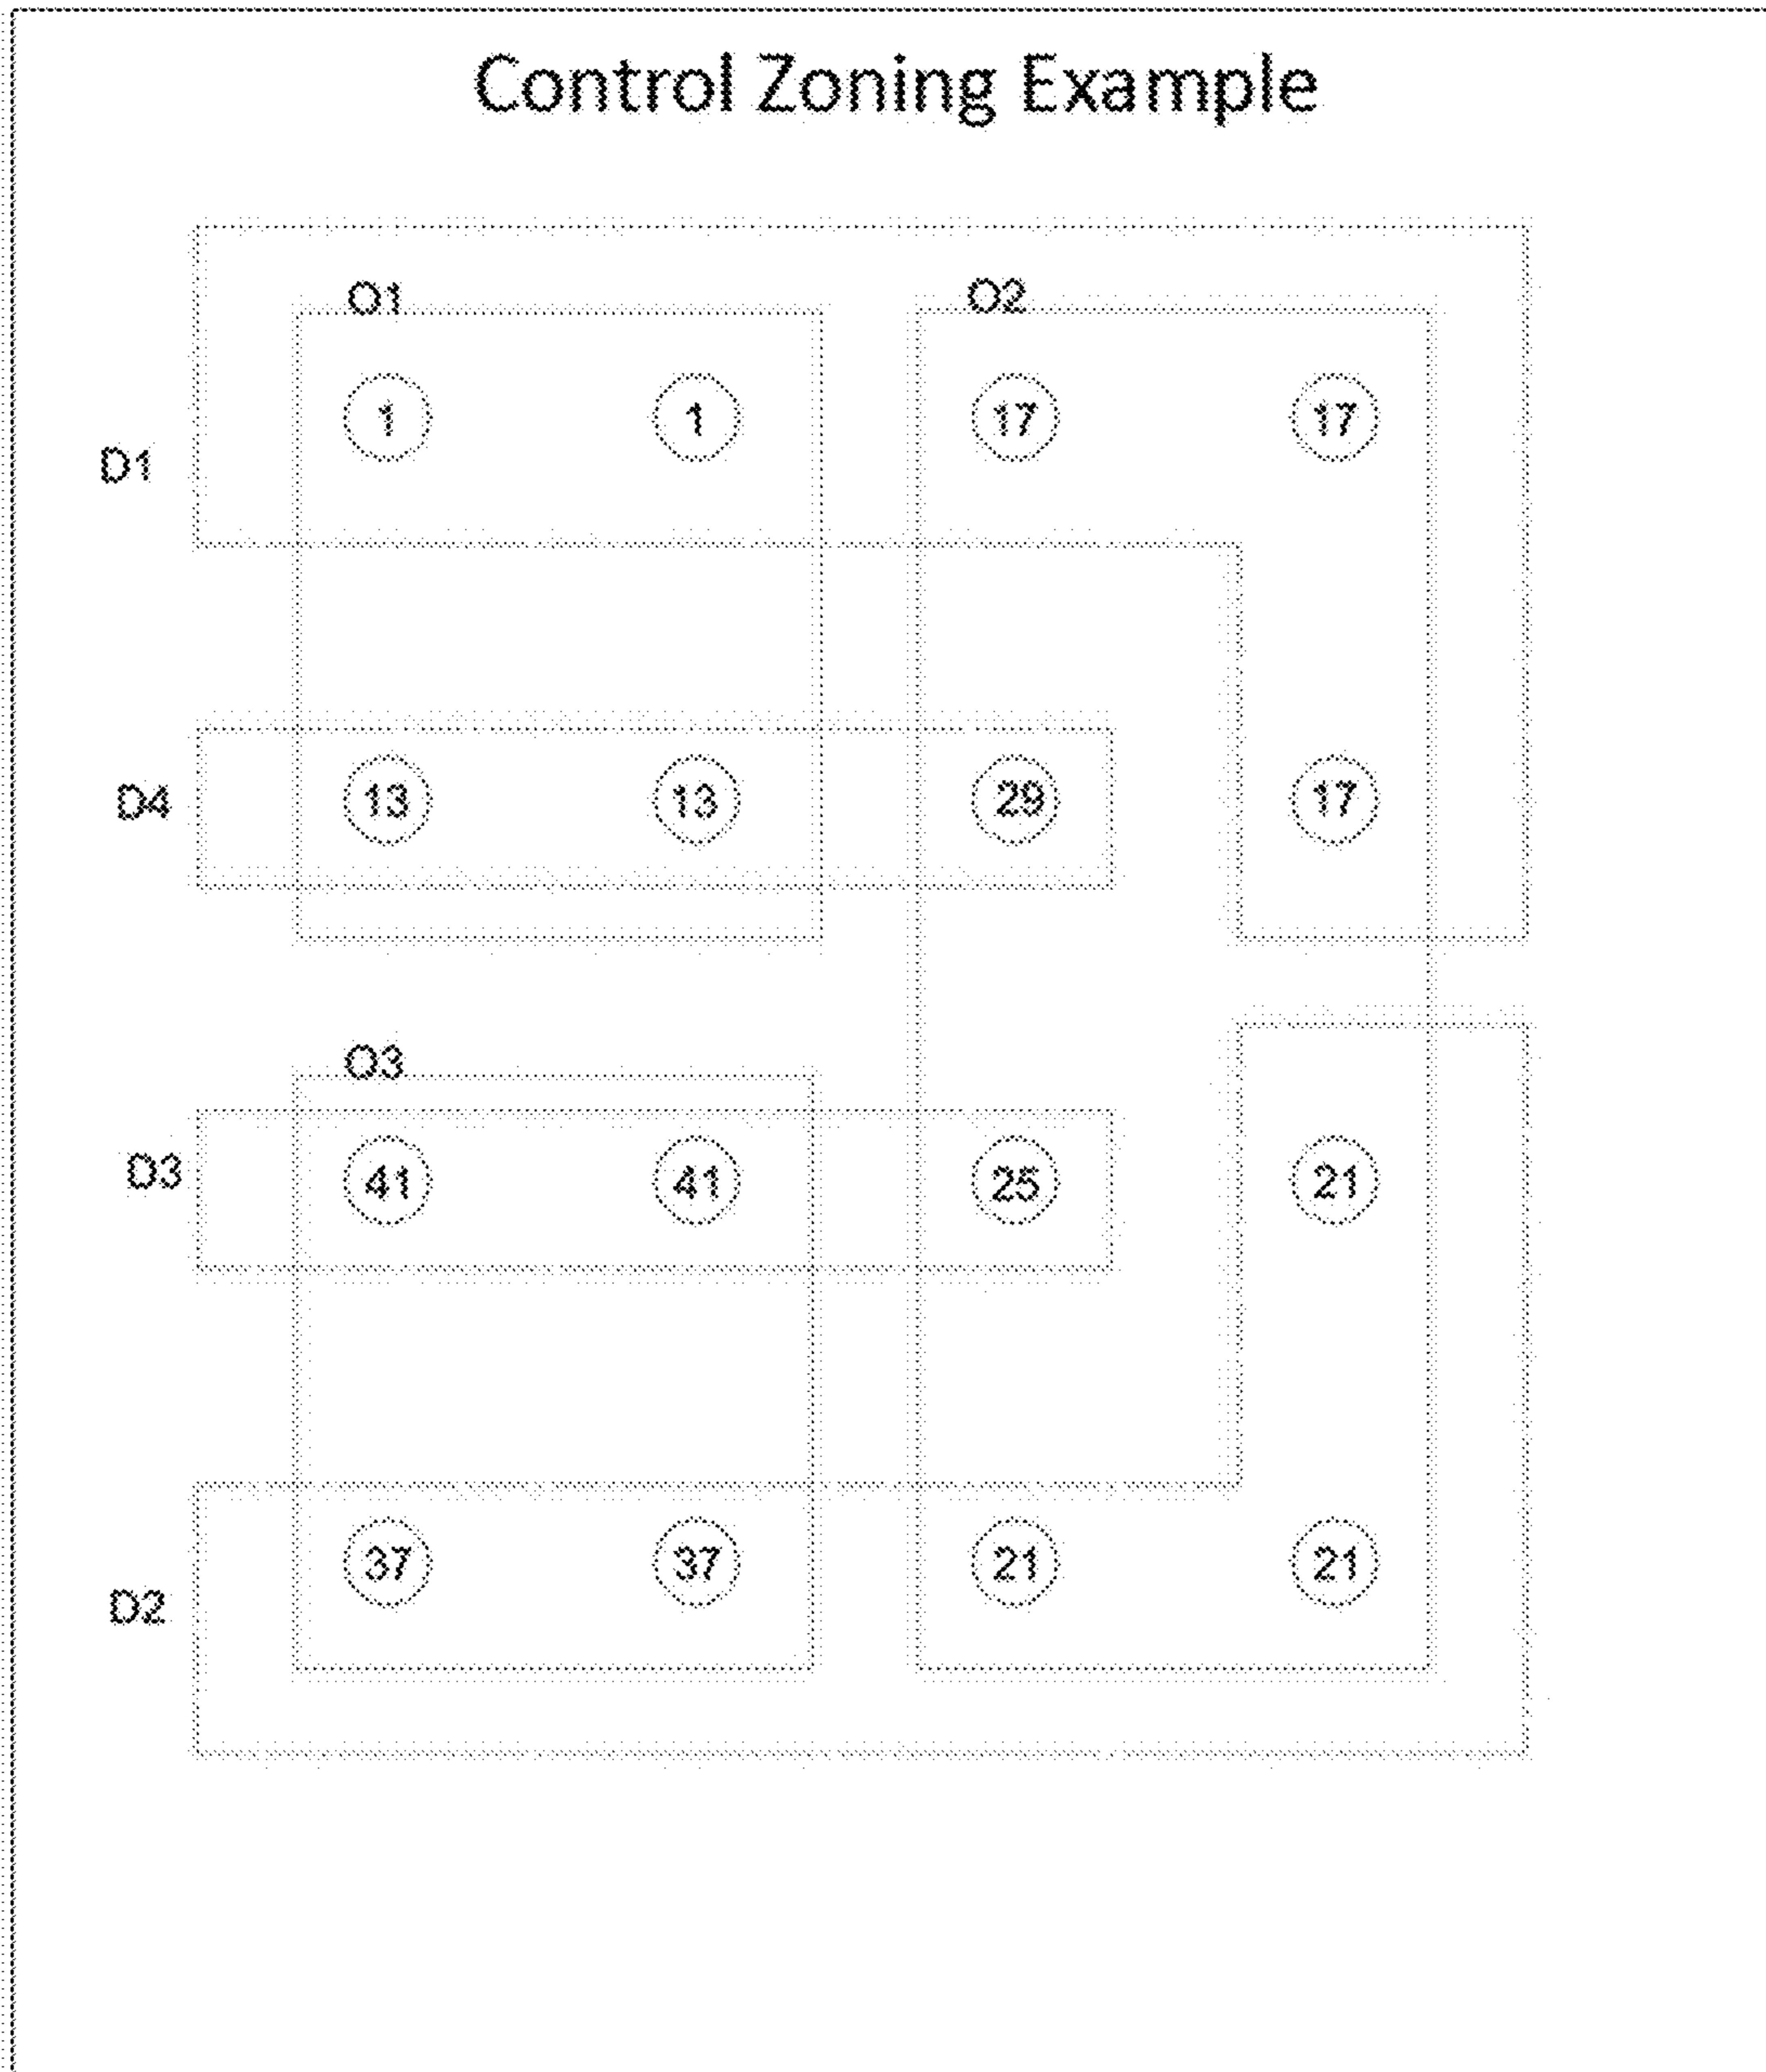 Control Zoning Example
O1 O2
1 1 17 17
D1
D4 13 13 29 17
O3
D3 41 41 25 21
37 37 21 21
D2